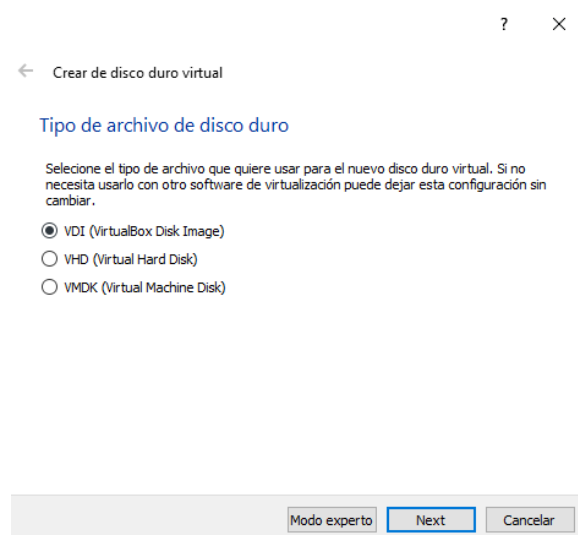 ?
Crear de disco duro virtual
Tipo de archivo de disco duro
Selecione el tipo de archivo que quiere usar para el nuevo disco duro virtual. Si no
necesita usarlo con otro software de virtualización puede dejar esta configuración sin
cambiar.
VDI (VirtualBox Disk Image)
VHD (Virtual Hard Disk)
VMDK (Virtual Machine Disk)
Modo experto Next Cancelar